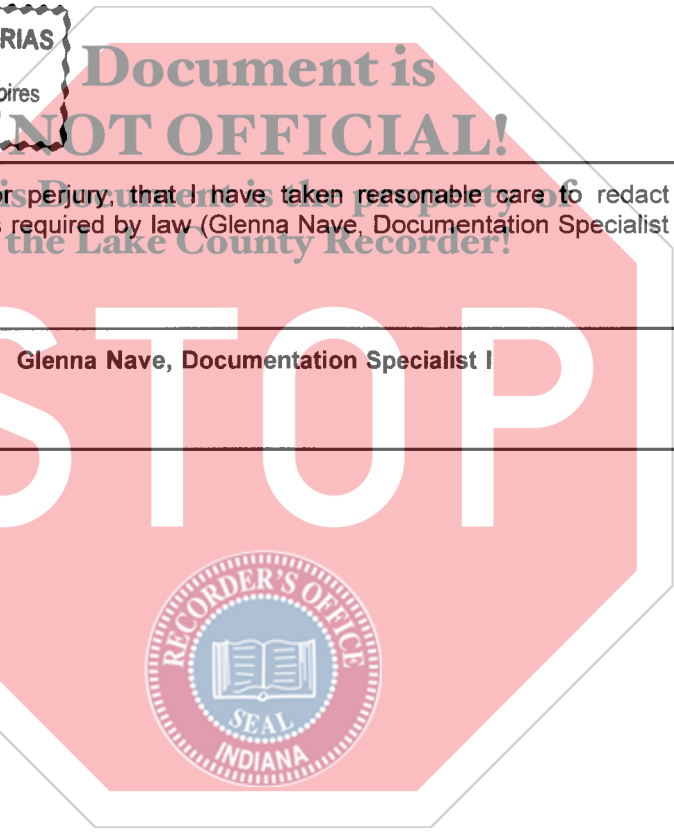 RIAS
pires
Document is
NOT OFFICIAL!
is Document is the property of
the Lake County Recorder!
or perjury, that I have taken reasonable care to redact
s required by law (Glenna Nave, Documentation Specialist
Glenna Nave, Documentation Specialist I
STOP
RECORDER'S OFFICE
SEAL
INDIANA